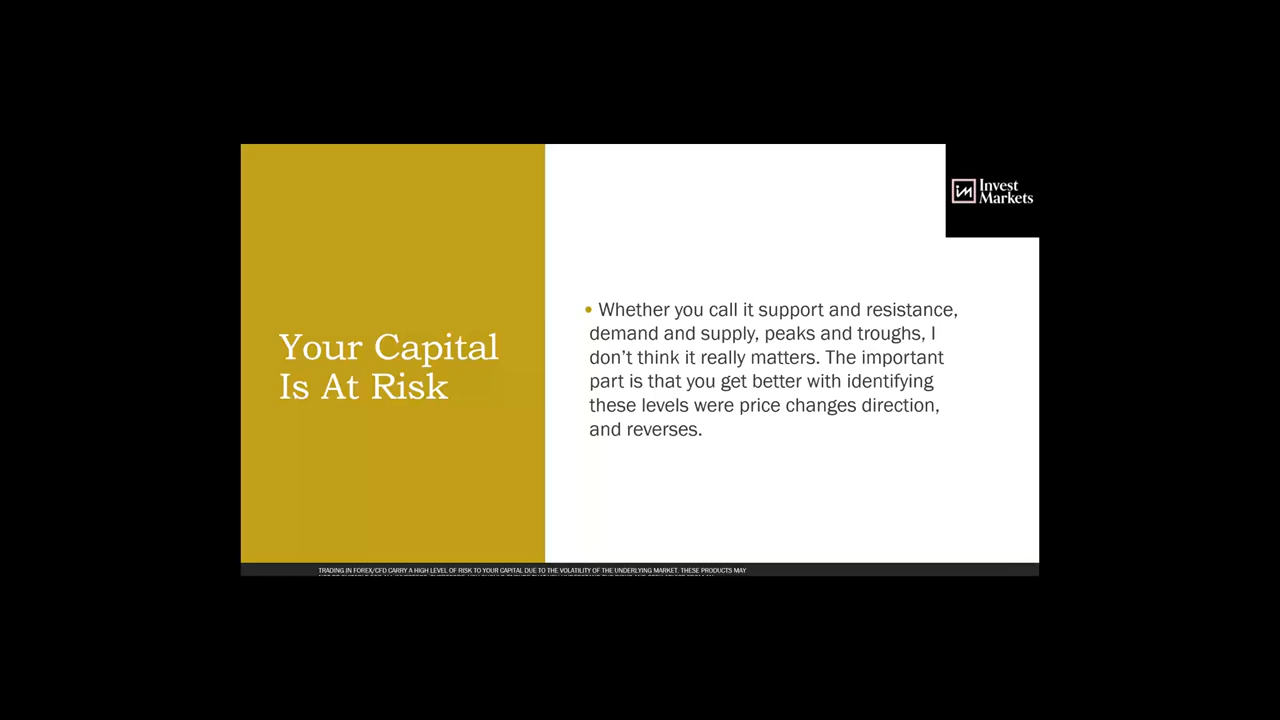 Invest
Markets
Your Capital
Is At Risk
• Whether you call it support and resistance,
demand and supply, peaks and troughs, I
don’t think it really matters. The important
part is that you get better with identifying
these levels were price changes direction,
and reverses.
TRADING IN FOREX/CFD CARRY A HIGH LEVEL OF RISK TO YOUR CAPITAL DUE TO THE VOLATILITY OF THE UNDERLYING MARKET. THESE PRODUCTS MAY